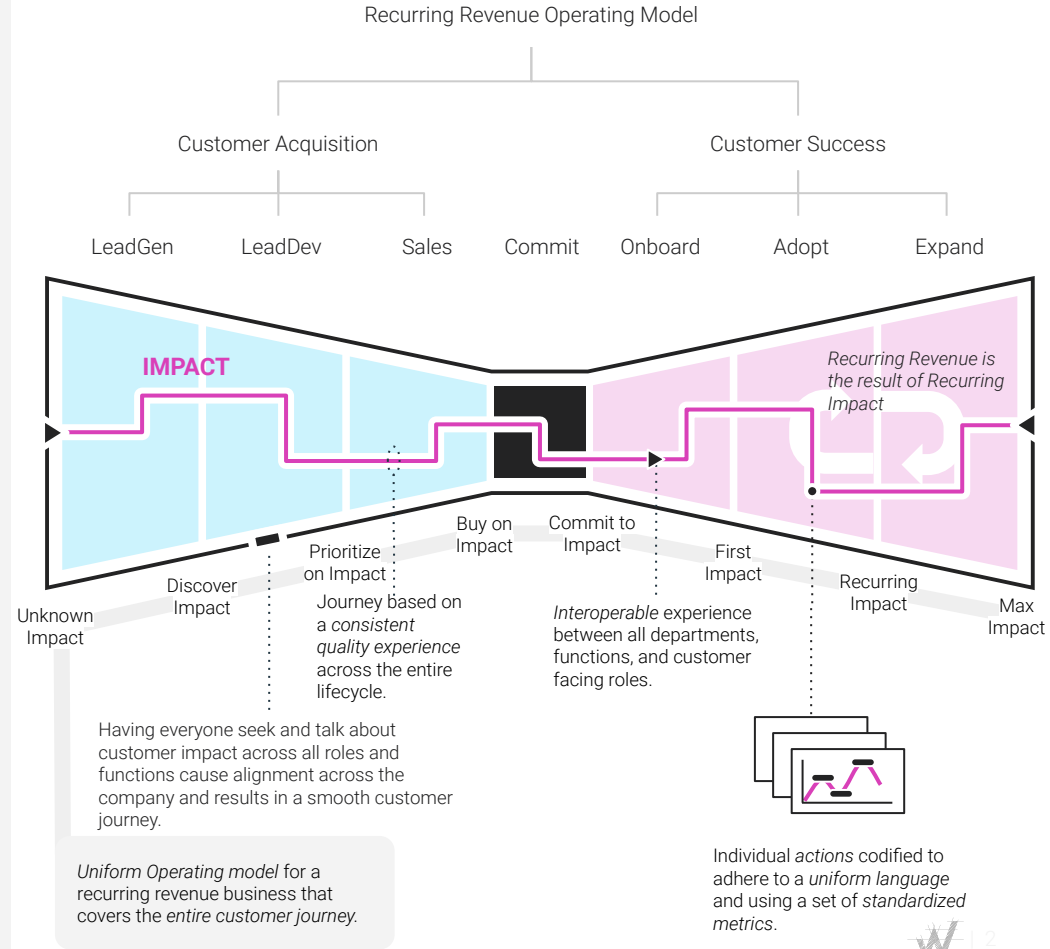 Recurring Revenue Operating Model
Customer Acquisition
Customer Success
LeadGen
LeadDev
Sales
Commit
Onboard
Adopt
Expand
IMPACT
Recurring Revenue is
the result of Recurring
Impact
Unknown
Impact
Discover
Impact
Prioritize
on Impact
Buy on
Impact
Commit to
Impact
First
Impact
Recurring
Impact
Max
Impact
Journey based on
a consistent
quality experience
across the entire
lifecycle.
Interoperable experience
between all departments,
functions, and customer
facing roles.
Having everyone seek and talk about
customer impact across all roles and
functions cause alignment across the
company and results in a smooth customer
journey.
Uniform Operating model for a
recurring revenue business that
covers the entire customer journey.
Individual actions codified to
adhere to a uniform language
and using a set of standardized
metrics.
W | 2